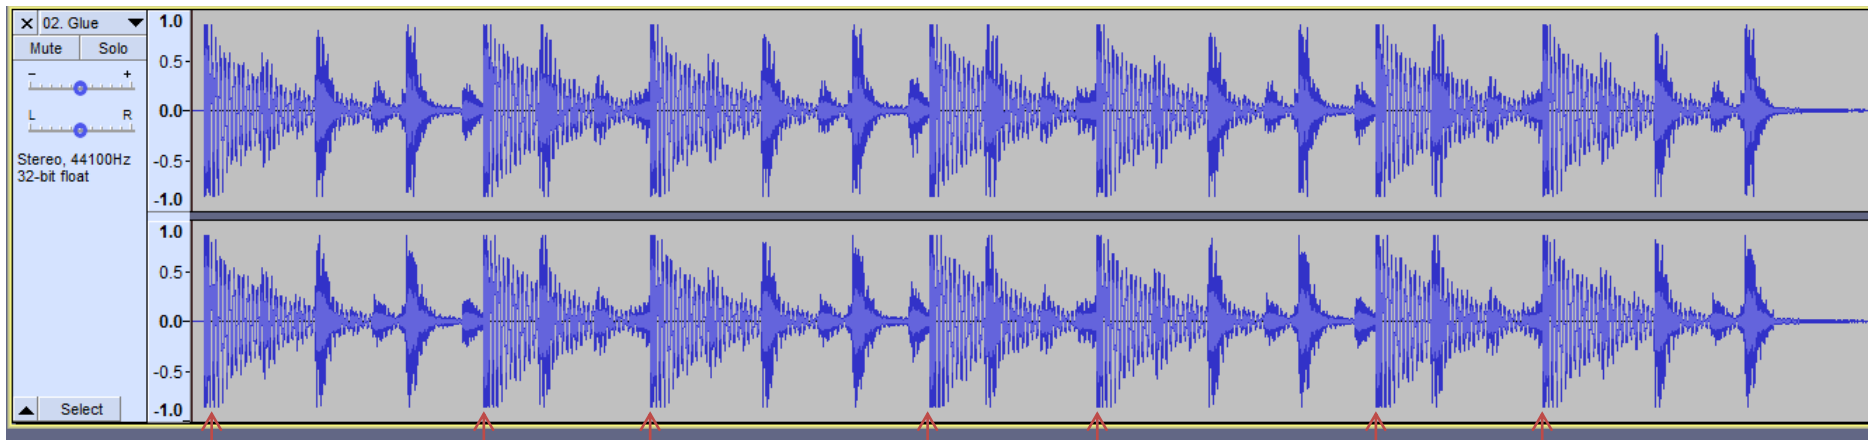 × 02. Glue ▼
Mute Solo
- +
L R
Stereo, 44100Hz
32-bit float
▲ Select
1.0
0.5-
0.0-
-0.5-
-1.0
1.0
0.5-
0.0-
-0.5-
-1.0